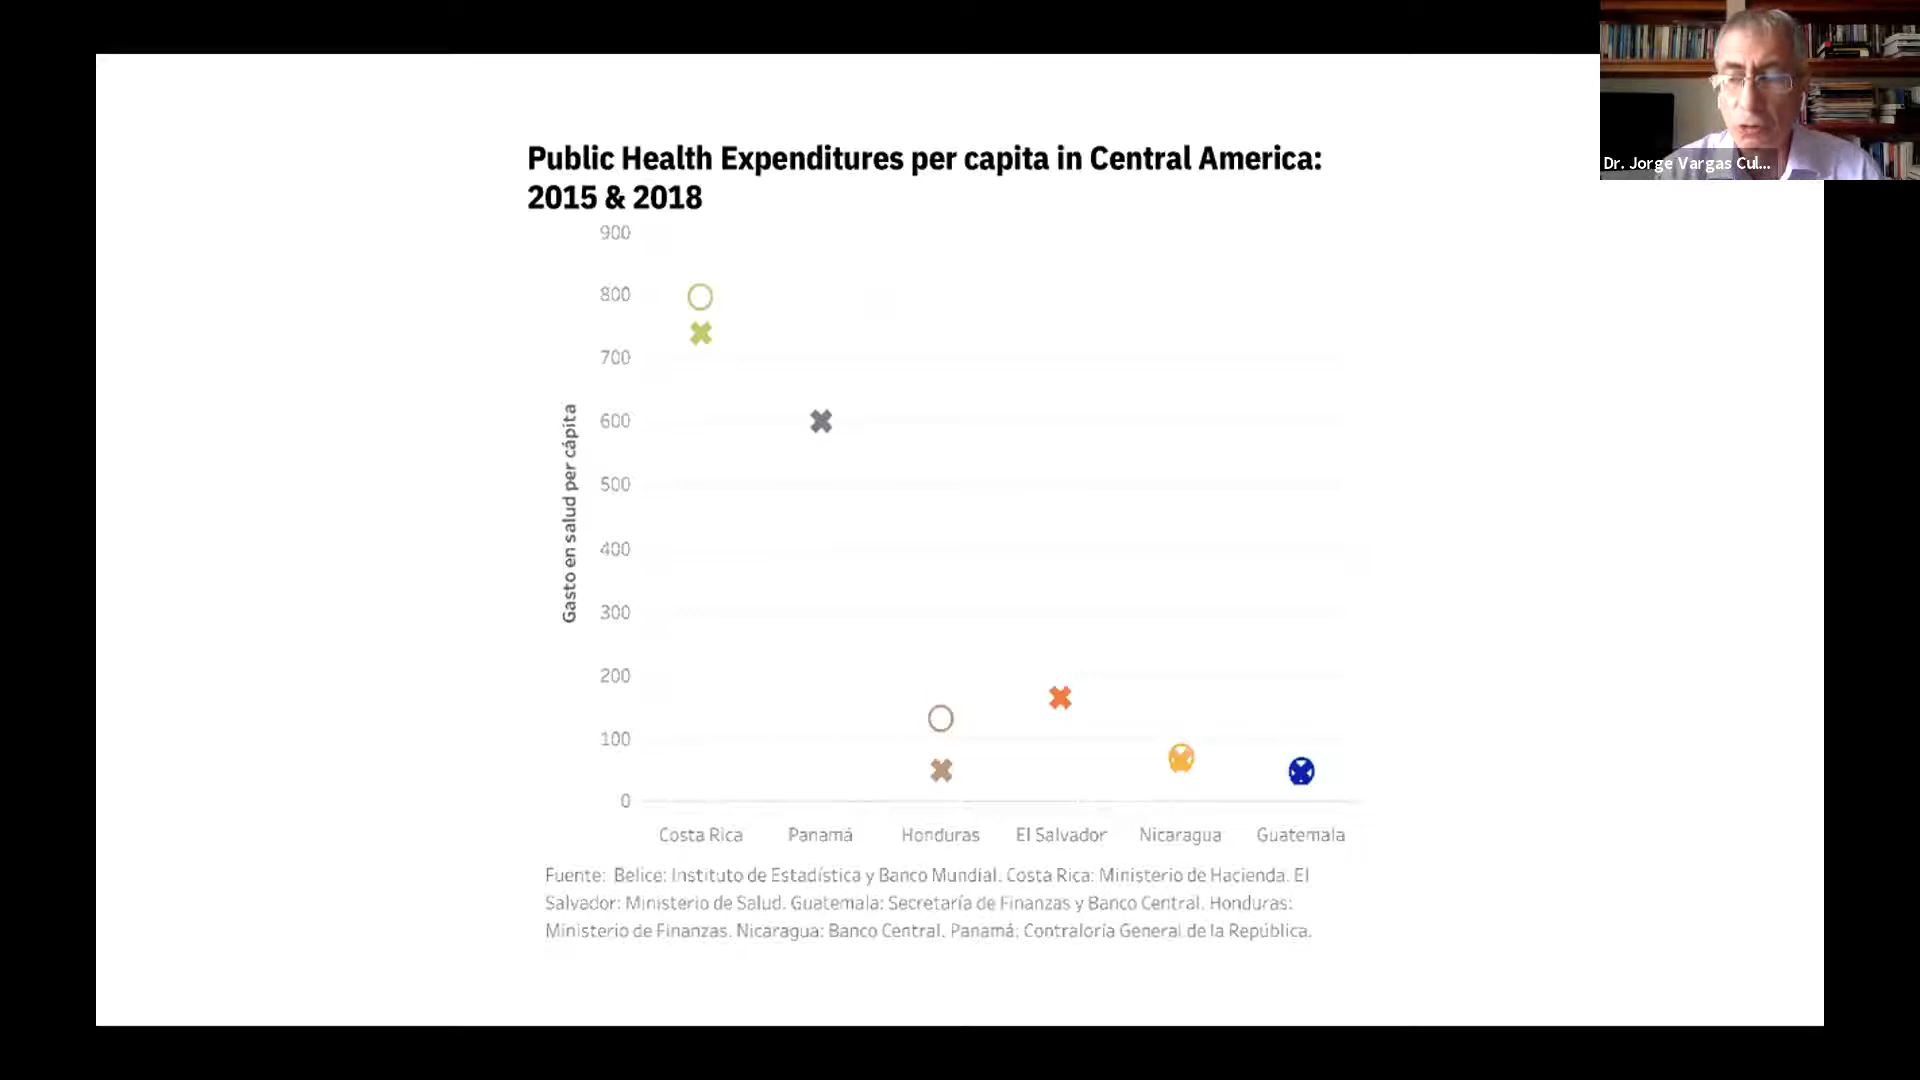 Public Health Expenditures per capita in Central America:
2015 & 2018
Gasto en salud per cápita
900
800
700
600
500
400
300
200
100
0
Costa Rica Panamá Honduras El Salvador Nicaragua Guatemala
Fuente: Belice: Instituto de Estadística y Banco Mundial. Costa Rica: Ministerio de Hacienda. El
Salvador: Ministerio de Salud. Guatemala: Secretaría de Finanzas y Banco Central. Honduras:
Ministerio de Finanzas. Nicaragua: Banco Central. Panamá: Contraloría General de la República.
Dr. Jorge Vargas Cul...